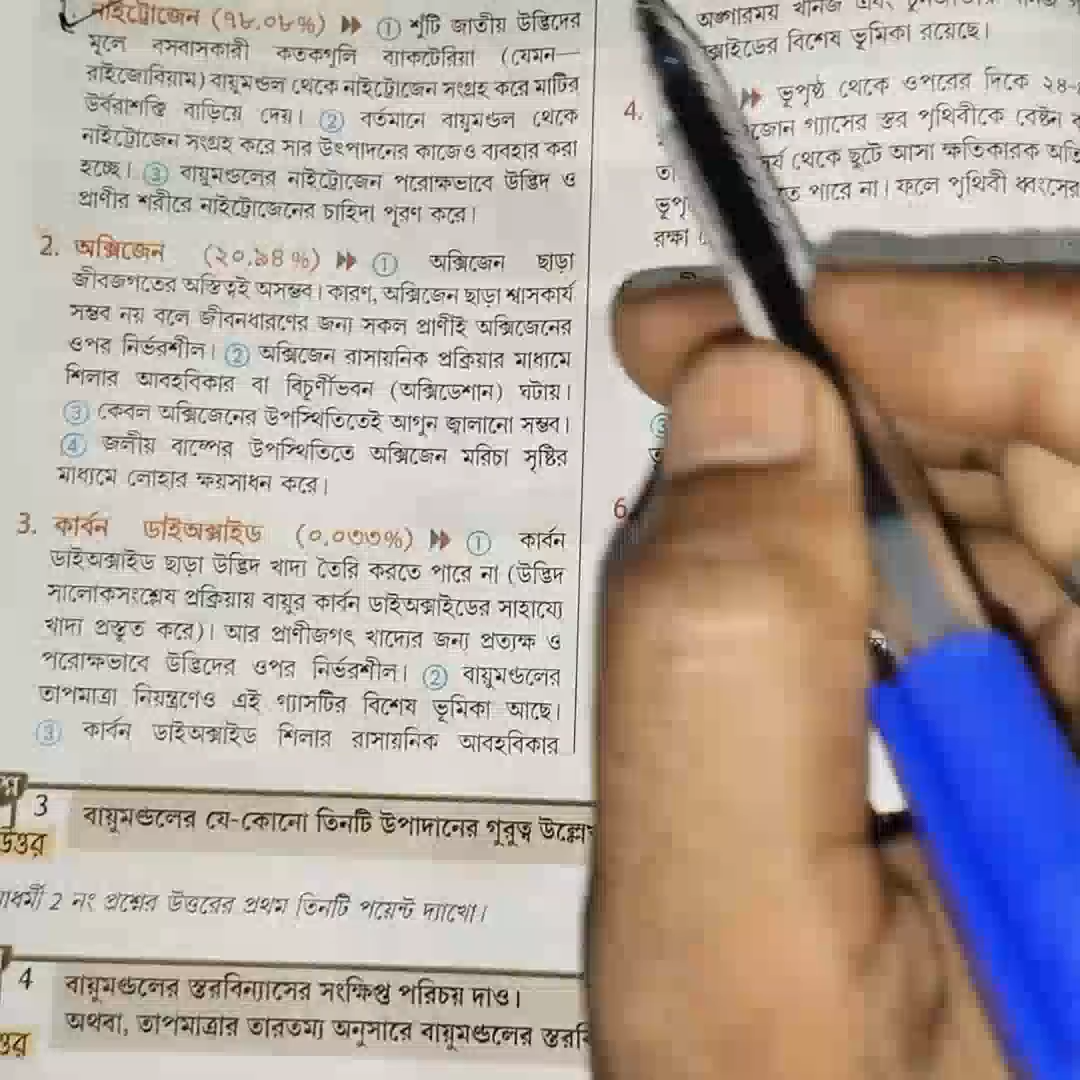 নাইট্রোজেন (৭৮.০৮%) ▶▶ ① শুঁটি জাতীয় উদ্ভিদের
মূলে বসবাসকারী কতকগুলি ব্যাকটেরিয়া (যেমন—
রাইজোবিয়াম) বায়ুমণ্ডল থেকে নাইট্রোজেন সংগ্রহ করে মাটির
উর্বরাশক্তি বাড়িয়ে দেয়। ② বর্তমানে বায়ুমণ্ডল থেকে
নাইট্রোজেন সংগ্রহ করে সার উৎপাদনের কাজেও ব্যবহার করা
হচ্ছে। ③ বায়ুমণ্ডলের নাইট্রোজেন পরোক্ষভাবে উদ্ভিদ ও
প্রাণীর শরীরে নাইট্রোজেনের চাহিদা পূরণ করে।
2. অক্সিজেন (২০.৯৪%) ▶▶ ① অক্সিজেন ছাড়া
জীবজগতের অস্তিত্বই অসম্ভব। কারণ, অক্সিজেন ছাড়া শ্বাসকার্য
সম্ভব নয় বলে জীবনধারণের জন্য সকল প্রাণীই অক্সিজেনের
ওপর নির্ভরশীল। ② অক্সিজেন রাসায়নিক প্রক্রিয়ার মাধ্যমে
শিলার আবহবিকার বা বিচূর্ণীভবন (অক্সিডেশান) ঘটায়।
③ কেবল অক্সিজেনের উপস্থিতিতেই আগুন জ্বালানো সম্ভব।
④ জলীয় বাষ্পের উপস্থিতিতে অক্সিজেন মরিচা সৃষ্টির
মাধ্যমে লোহার ক্ষয়সাধন করে।
3. কার্বন ডাইঅক্সাইড (০.০৩৩%) ▶▶ ① কার্বন
ডাইঅক্সাইড ছাড়া উদ্ভিদ খাদ্য তৈরি করতে পারে না (উদ্ভিদ
সালোকসংশ্লেষ প্রক্রিয়ায় বায়ুর কার্বন ডাইঅক্সাইডের সাহায্যে
খাদ্য প্রস্তুত করে)। আর প্রাণীজগৎ খাদ্যের জন্য প্রত্যক্ষ ও
পরোক্ষভাবে উদ্ভিদের ওপর নির্ভরশীল। ② বায়ুমণ্ডলের
তাপমাত্রা নিয়ন্ত্রণেও এই গ্যাসটির বিশেষ ভূমিকা আছে।
③ কার্বন ডাইঅক্সাইড শিলার রাসায়নিক আবহবিকার
অঙ্গারময় খনিজ এবং
বিশেষ ভূমিকা রয়েছে।
4. ▶▶ ভূপৃষ্ঠ থেকে ওপরের দিকে ২৪-
গ্যাসের স্তর পৃথিবীকে বেষ্টন
থেকে ছুটে আসা ক্ষতিকারক
পারে না। ফলে পৃথিবী ধ্বংসের
রক্ষা
③
6.
3 বায়ুমণ্ডলের যে-কোনো তিনটি উপাদানের গুরুত্ব
উত্তর
2 নং প্রশ্নের উত্তরের প্রথম তিনটি পয়েন্ট দ্যাখো।
4 বায়ুমণ্ডলের স্তরবিন্যাসের সংক্ষিপ্ত পরিচয় দাও।
অথবা, তাপমাত্রার তারতম্য অনুসারে বায়ুমণ্ডলের